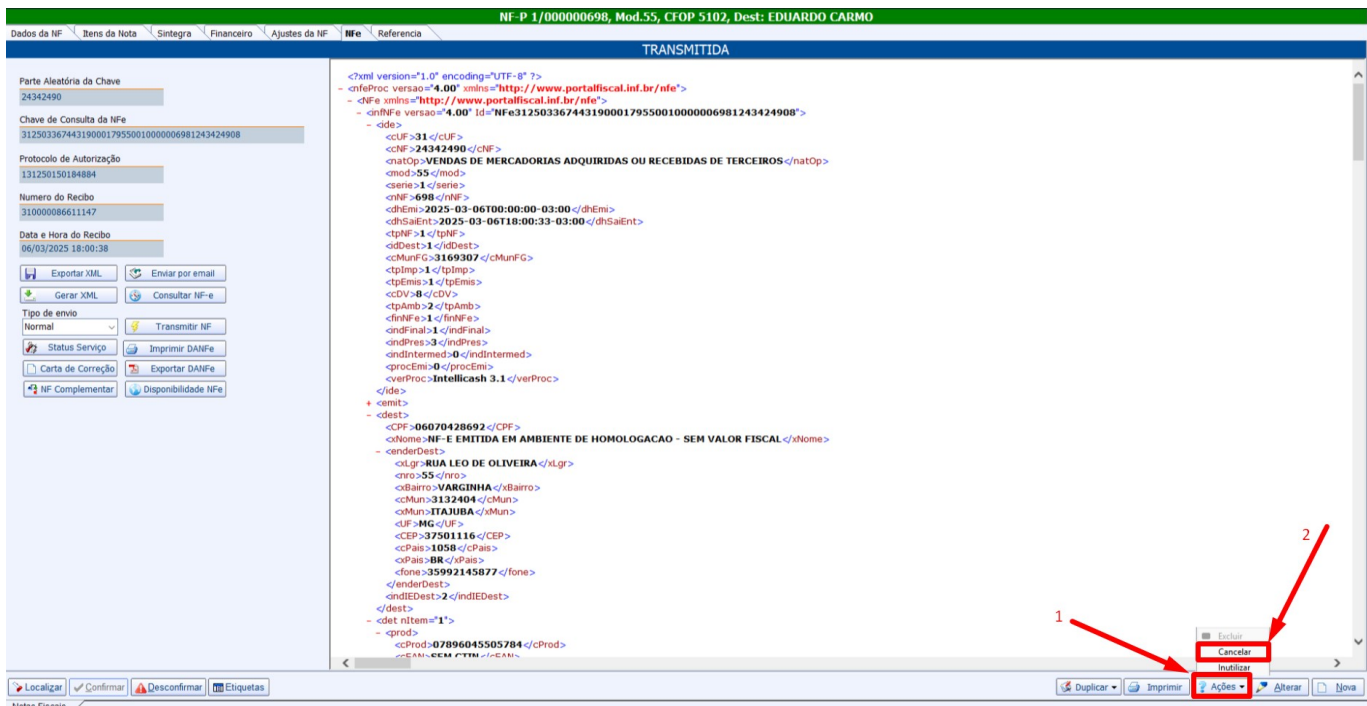 NF-P 1/000000698, Mod.55, CFOP 5102, Dest: EDUARDO CARMO
Dados da NF Itens da Nota Sintegra Financeiro Ajustes da NF NFe Referencia
TRANSMITIDA
Parte Aleatória da Chave
24342490
Chave de Consulta da NFe
31250336744319000179550010000006981243424908
Protocolo de Autorização
131250150184884
Numero do Recibo
310000086611147
Data e Hora do Recibo
06/03/2025 18:00:38
Exportar XML Enviar por email
Gerar XML Consultar NF-e
Tipo de envio
Normal Transmitir NF
Status Serviço Imprimir DANFe
Carta de Correção Exportar DANFe
NF Complementar Disponibilidade NFe
<?xml version="1.0" encoding="UTF-8" ?>
- <nfeProc versao="4.00" xmlns="http://www.portalfiscal.inf.br/nfe">
- <NFe xmlns="http://www.portalfiscal.inf.br/nfe">
- <infNFe versao="4.00" Id="NFe31250336744319000179550010000006981243424908">
- <ide>
<cUF>31</cUF>
<cNF>24342490</cNF>
<natOp>VENDAS DE MERCADORIAS ADQUIRIDAS OU RECEBIDAS DE TERCEIROS</natOp>
<mod>55</mod>
<serie>1</serie>
<nNF>698</nNF>
<dhEmi>2025-03-06T00:00:00-03:00</dhEmi>
<dhSaiEnt>2025-03-06T18:00:33-03:00</dhSaiEnt>
<tpNF>1</tpNF>
<idDest>1</idDest>
<cMunFG>3169307</cMunFG>
<tpImp>1</tpImp>
<tpEmis>1</tpEmis>
<cDV>8</cDV>
<tpAmb>2</tpAmb>
<finNFe>1</finNFe>
<indFinal>1</indFinal>
<indPres>3</indPres>
<indIntermed>0</indIntermed>
<procEmi>0</procEmi>
<verProc>Intellicash 3.1</verProc>
</ide>
+ <emit>
- <dest>
<CPF>06070428692</CPF>
<xNome>NF-E EMITIDA EM AMBIENTE DE HOMOLOGACAO - SEM VALOR FISCAL</xNome>
- <enderDest>
<xLgr>RUA LEO DE OLIVEIRA</xLgr>
<nro>55</nro>
<xBairro>VARGINHA</xBairro>
<cMun>3132404</cMun>
<xMun>ITAJUBA</xMun>
<UF>MG</UF>
<CEP>37501116</CEP>
<cPais>1058</cPais>
<xPais>BR</xPais>
<fone>35992145877</fone>
</enderDest>
<indIEDest>2</indIEDest>
</dest>
- <det nItem="1">
- <prod>
<cProd>07896045505784</cProd>
<cEAN>SEM GTIN</cEAN>
2
1
Excluir
Cancelar
Inutilizar
Localizar Confirmar Desconfirmar Etiquetas Duplicar Imprimir Ações Alterar Nova
Notas Fiscais